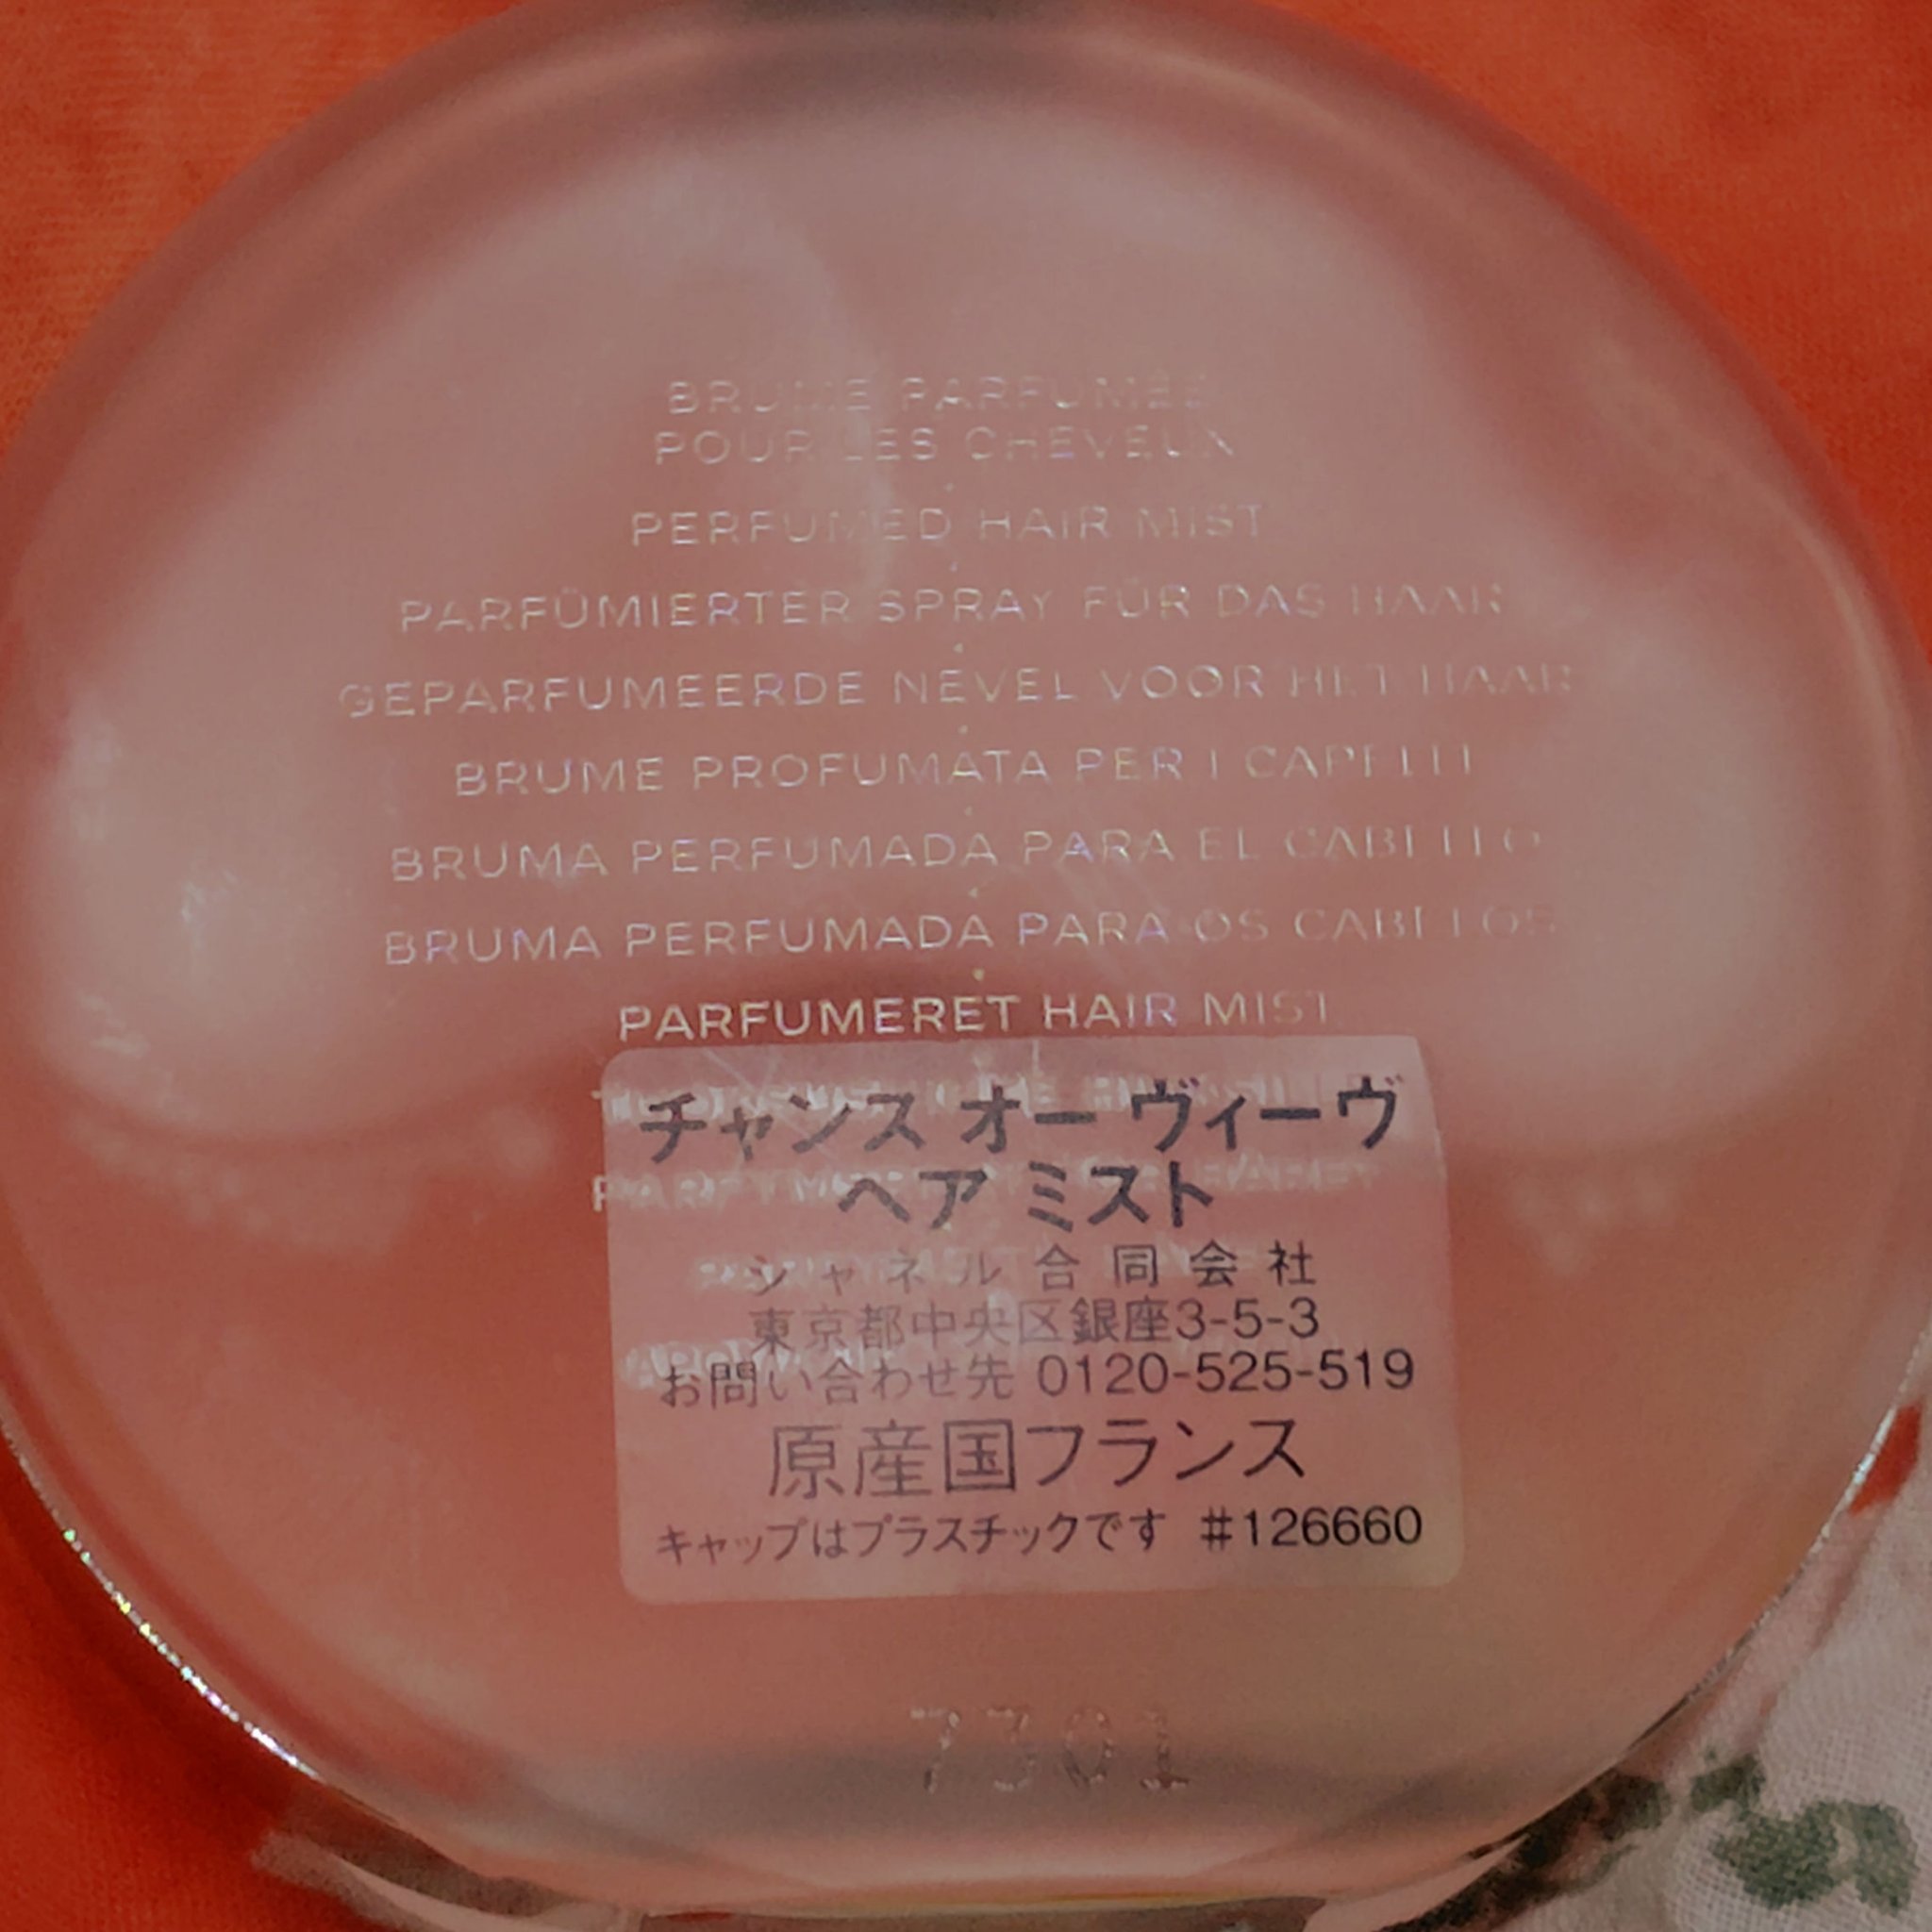 BRUME PARFUMÉE
POUR LES CHEVEUX
PERFUMED HAIR MIST
PARFÜMIERTER SPRAY FÜR DAS HAAR
GEPARFUMEERDE NEVEL VOOR HET HAAR
BRUME PROFUMATA PER I CAPELLI
BRUMA PERFUMADA PARA EL CABELLO
BRUMA PERFUMADA PARA OS CABELOS
PARFUMERET HAIR MIST
チャンス オー ヴィーヴ
ヘア ミスト
シャネル合同会社
東京都中央区銀座3-5-3
お問い合わせ先 0120-525-519
原産国フランス
キャップはプラスチックです #126660
7301